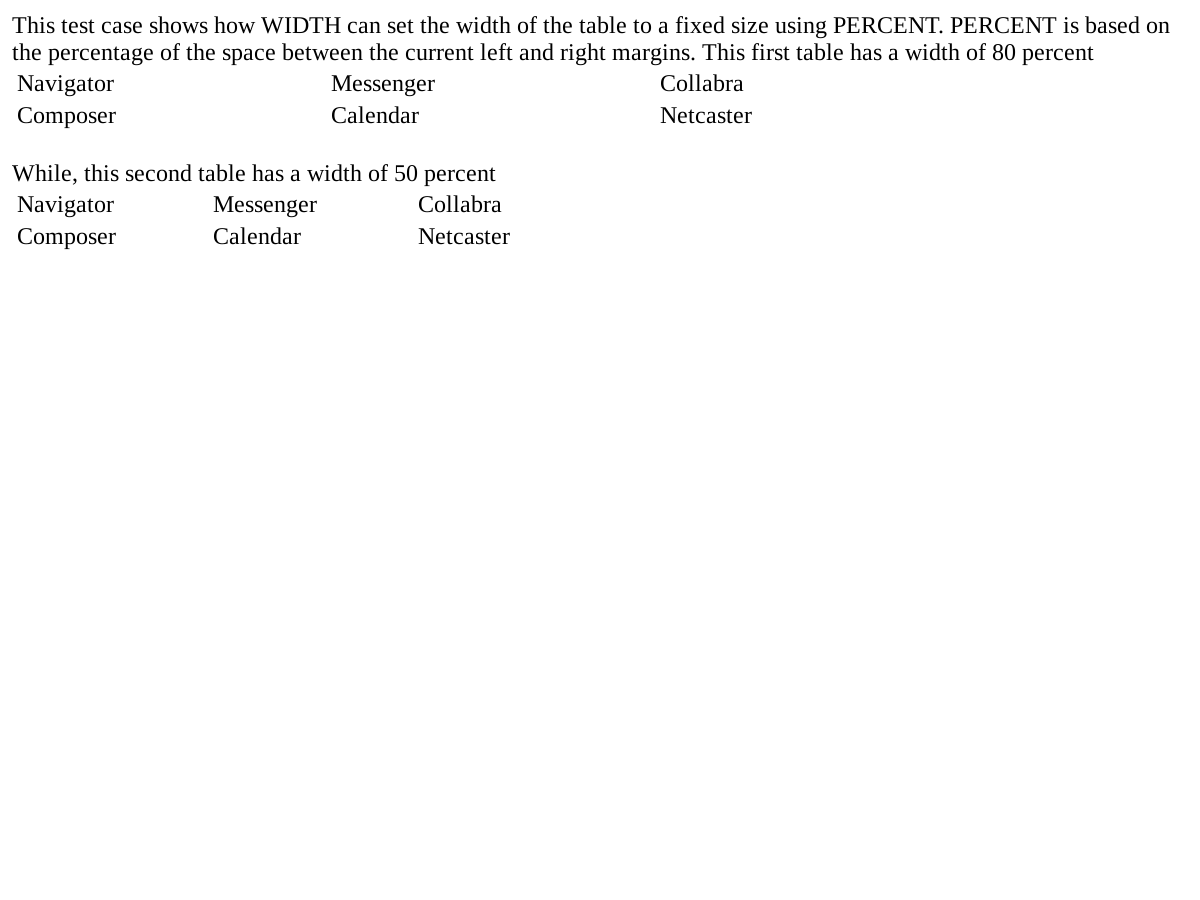 This test case shows how WIDTH can set the width of the table to a fixed size using PERCENT. PERCENT is based on
the percentage of the space between the current left and right margins. This first table has a width of 80 percent
Navigator Messenger Collabra
Composer Calendar Netcaster
While, this second table has a width of 50 percent
Navigator Messenger Collabra
Composer Calendar Netcaster